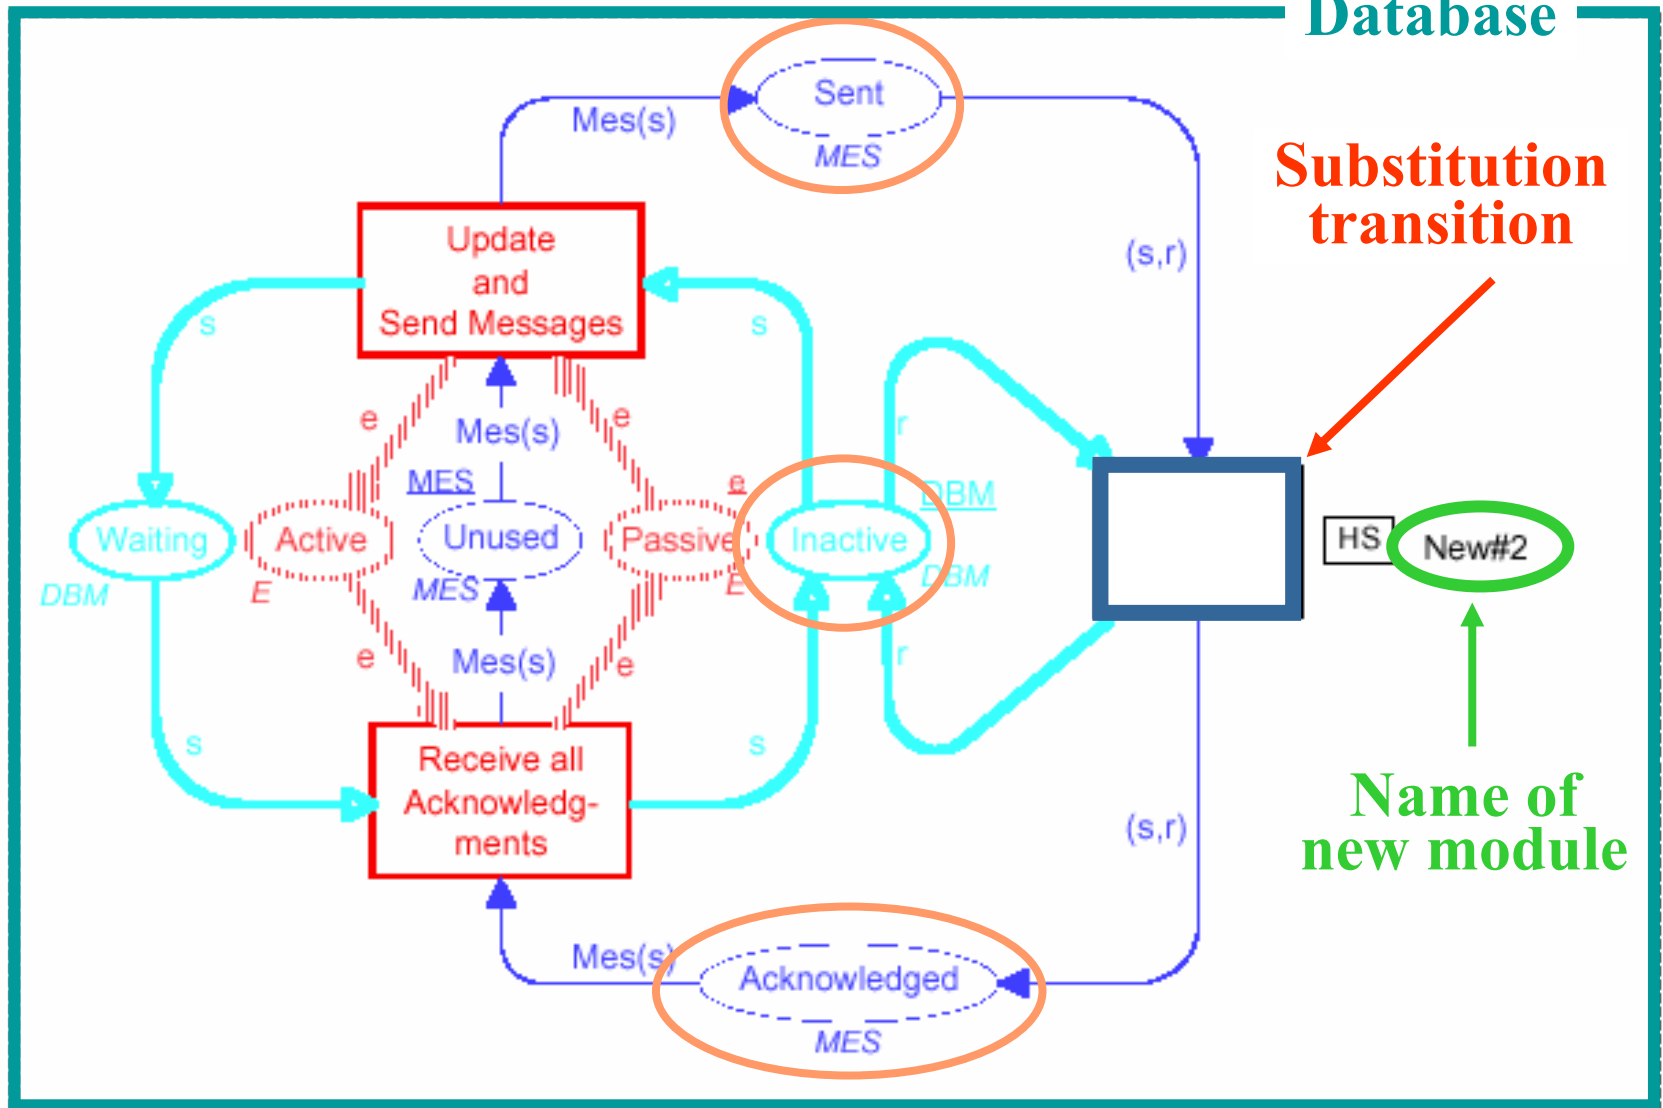 Database
Sent
Mes(s)
MES
Substitution
transition
Update
and
Send Messages
(s,r)
s
s
e
e
r
Mes(s)
MES
e
DBM
Waiting
Active
Unused
Passive
Inactive
HS
New#2
DBM
E
MES
E
DBM
e
Mes(s)
e
r
s
s
Receive all
Acknowledg-
ments
Name of
new module
(s,r)
Mes(s)
Acknowledged
MES